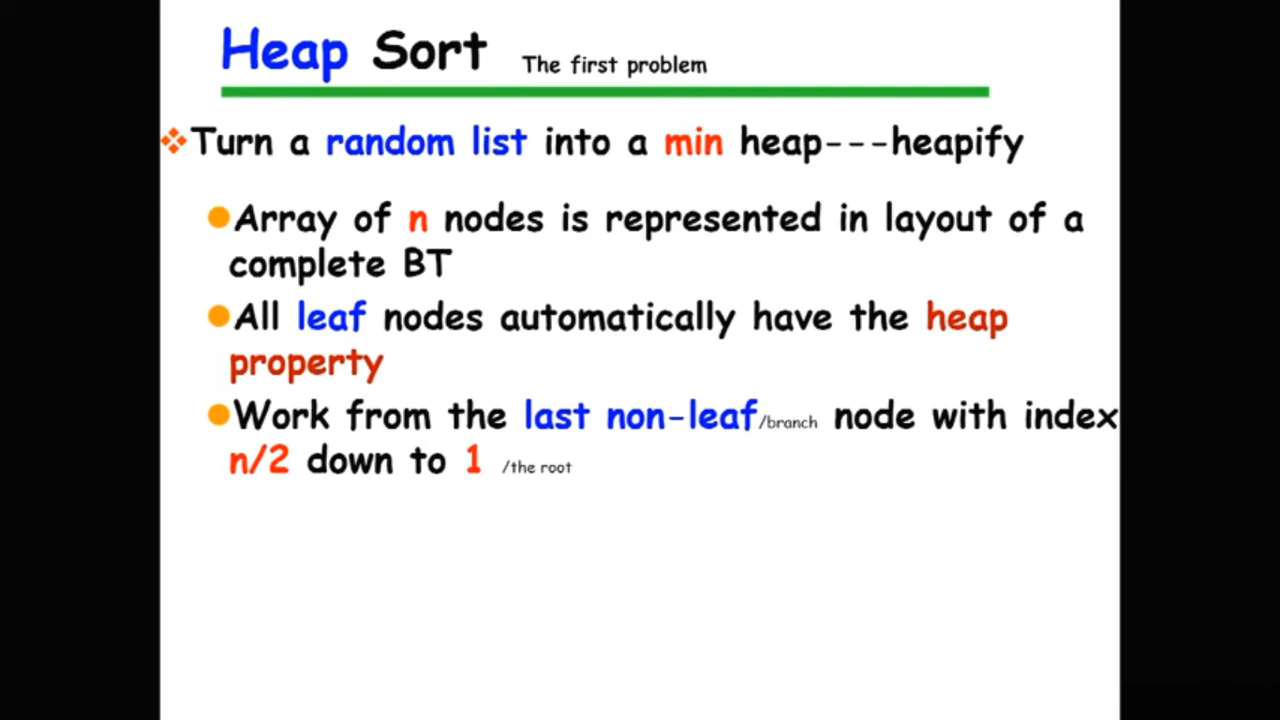 Heap Sort The first problem
Turn a random list into a min heap---heapify
Array of n nodes is represented in layout of a
complete BT
All leaf nodes automatically have the heap
property
Work from the last non-leaf/branch node with index
n/2 down to 1 /the root